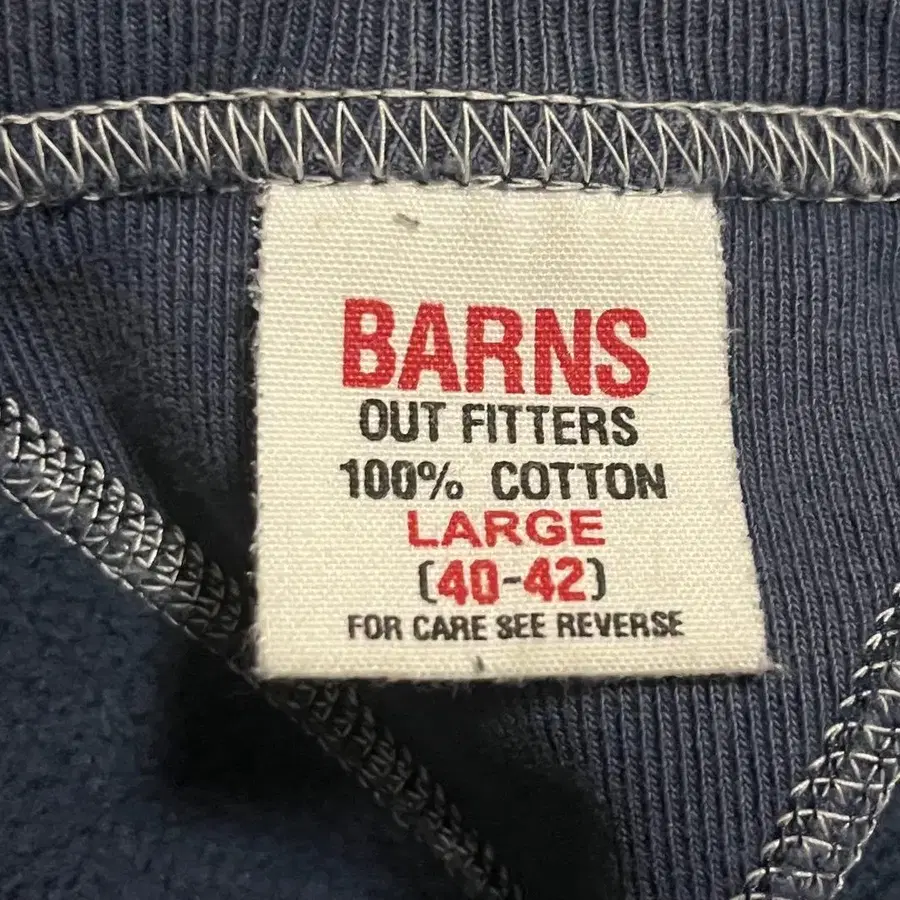 BARNS
OUT FITTERS
100% COTTON
LARGE
(40-42)
FOR CARE SEE REVERSE